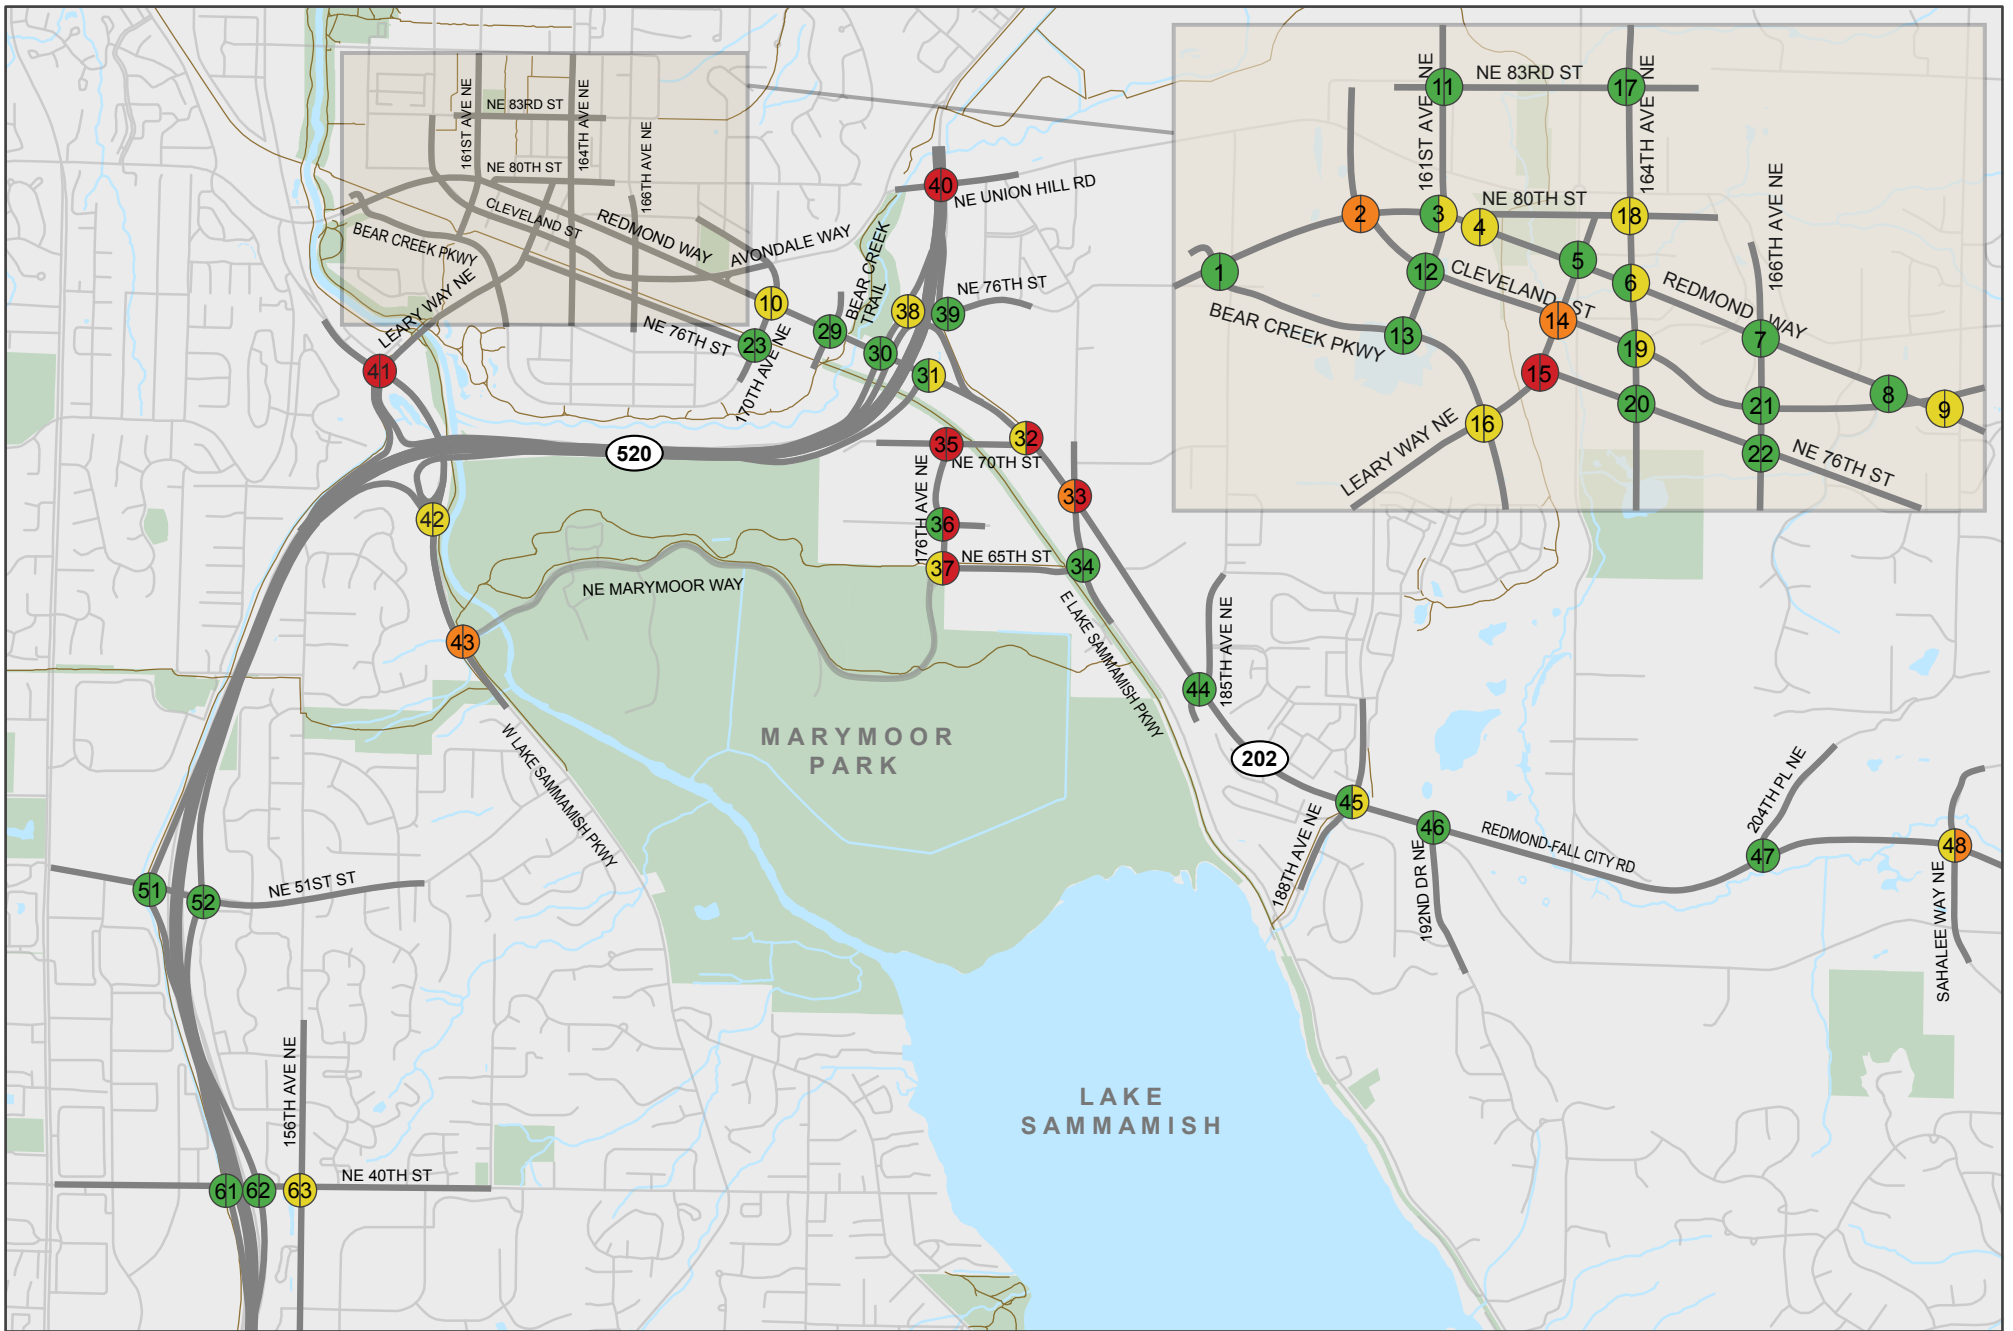 161ST AVE NE
164TH AVE NE
NE 83RD ST
166TH AVE NE
NE 80TH ST
CLEVELAND ST
REDMOND WAY
BEAR CREEK PKWY
AVONDALE WAY
LEARY WAY NE
NE 76TH ST
170TH AVE NE
BEAR CREEK
TRAIL
NE UNION HILL RD
NE 76TH ST
10
23
29
30
31
38
39
40
41
520
42
43
35
32
NE 70TH ST
33
176TH AVE NE
36
37
NE 65TH ST
34
NE MARYMOOR WAY
E LAKE SAMMAMISH PKWY
W LAKE SAMMAMISH PKWY
MARYMOOR
PARK
161ST AVE NE
11
NE 83RD ST
17
164TH AVE NE
166TH AVE NE
2
3
4
NE 80TH ST
18
1
12
CLEVELAND ST
5
6
REDMOND WAY
BEAR CREEK PKWY
13
14
19
7
15
16
20
21
8
9
LEARY WAY NE
22
NE 76TH ST
185TH AVE NE
44
202
188TH AVE NE
45
46
192ND DR NE
REDMOND-FALL CITY RD
204TH PL NE
47
48
SAHALEE WAY NE
51
52
NE 51ST ST
156TH AVE NE
61
62
63
NE 40TH ST
LAKE
SAMMAMISH